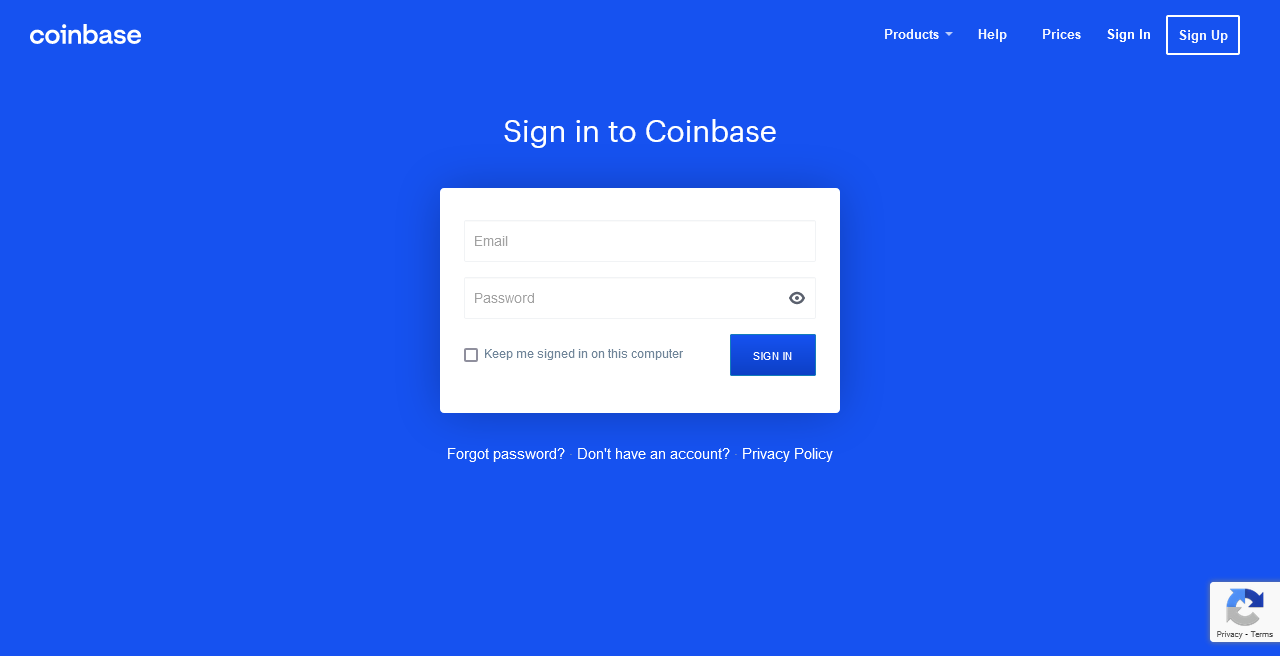 coinbase
Products Help Prices Sign In Sign Up
Sign in to Coinbase
Email
Password
Keep me signed in on this computer SIGN IN
Forgot password? · Don't have an account? · Privacy Policy
Privacy - Terms